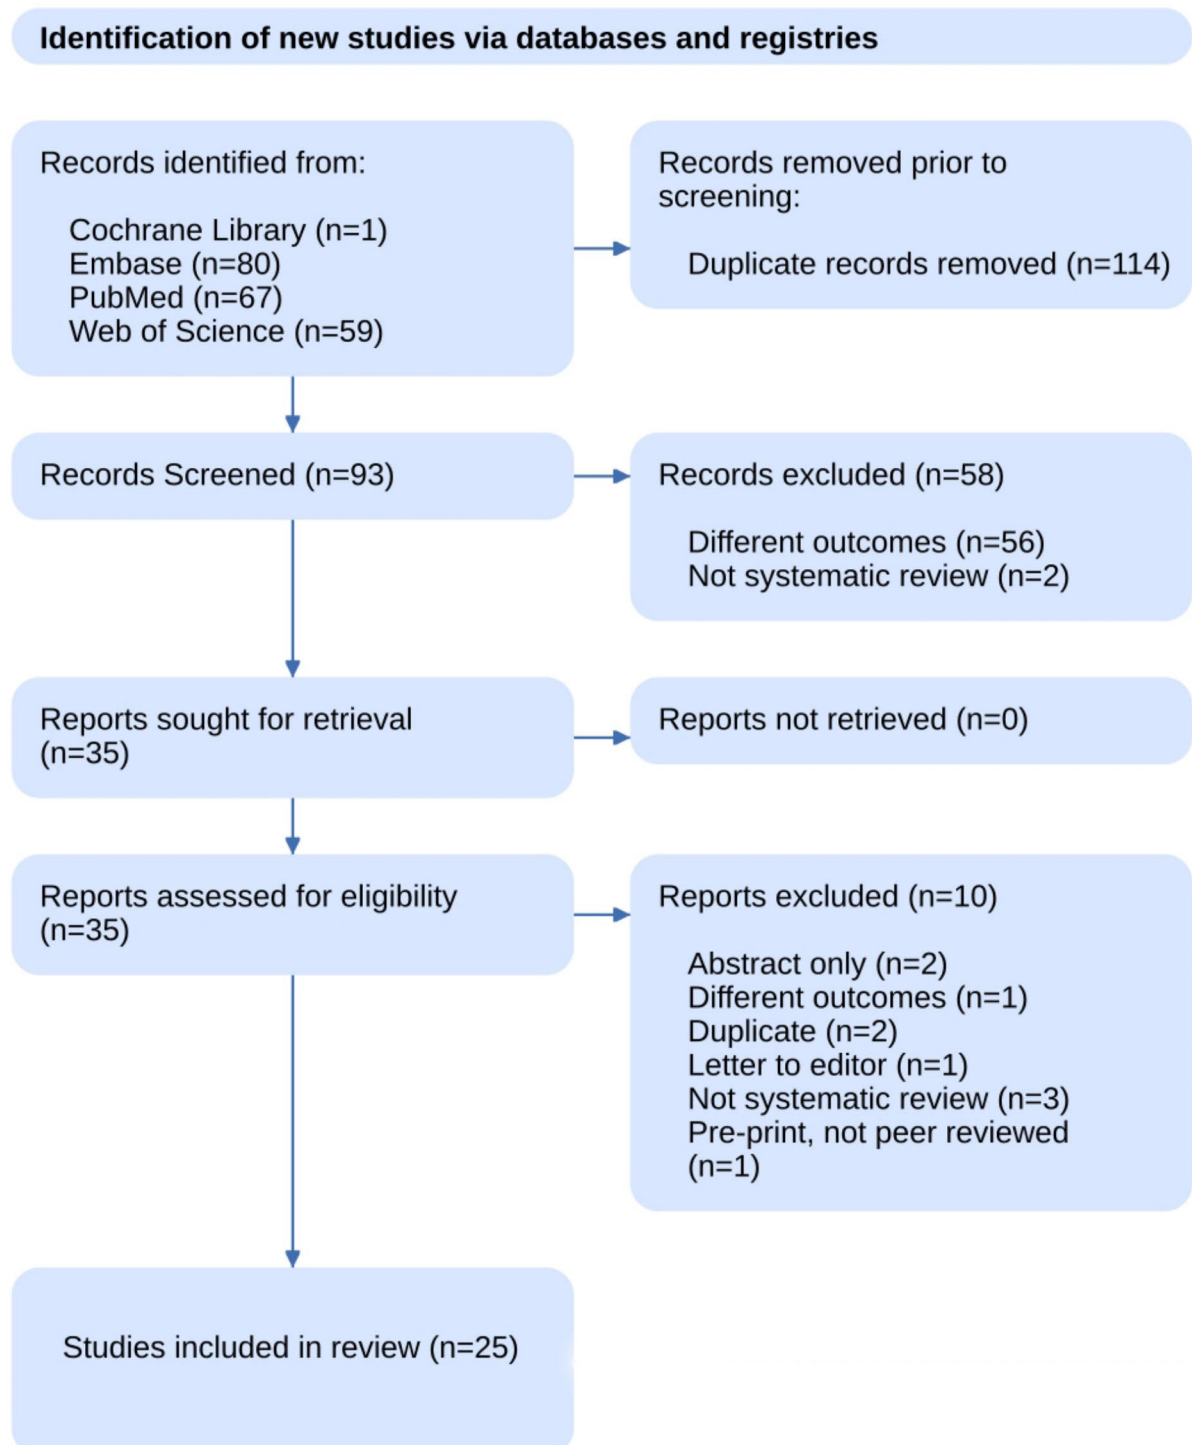 Identification of new studies via databases and registries
Records identified from:
Cochrane Library (n=1)
Embase (n=80)
PubMed (n=67)
Web of Science (n=59)
Records removed prior to
screening:
Duplicate records removed (n=114)
Records Screened (n=93)
Records excluded (n=58)
Different outcomes (n=56)
Not systematic review (n=2)
Reports sought for retrieval
(n=35)
Reports not retrieved (n=0)
Reports assessed for eligibility
(n=35)
Reports excluded (n=10)
Abstract only (n=2)
Different outcomes (n=1)
Duplicate (n=2)
Letter to editor (n=1)
Not systematic review (n=3)
Pre-print, not peer reviewed
(n=1)
Studies included in review (n=25)